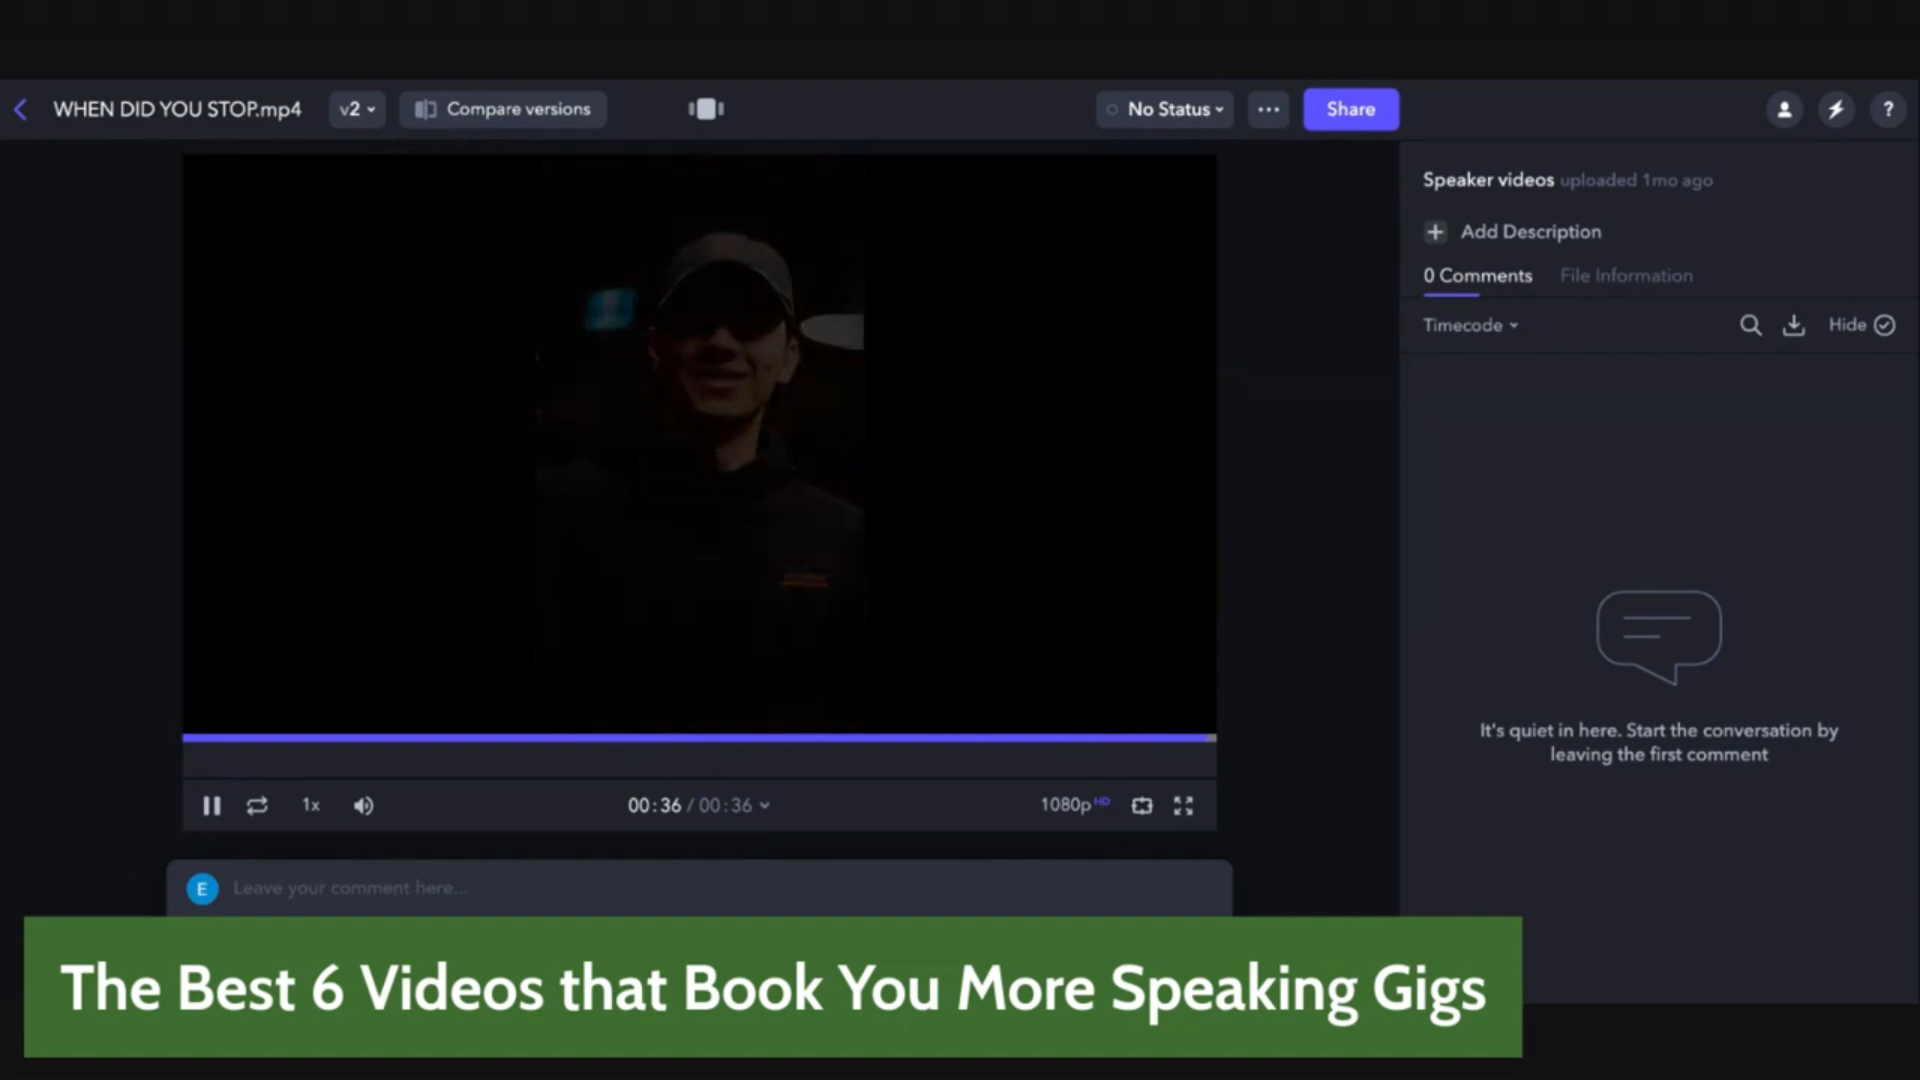 WHEN DID YOU STOP.mp4
v2
Compare versions
No Status
Share
?
Speaker videos uploaded 1mo ago
+ Add Description
0 Comments
File Information
Timecode
Hide
It's quiet in here. Start the conversation by
leaving the first comment
1x
00:36 / 00:36
1080p HD
E
Leave your comment here...
The Best 6 Videos that Book You More Speaking Gigs